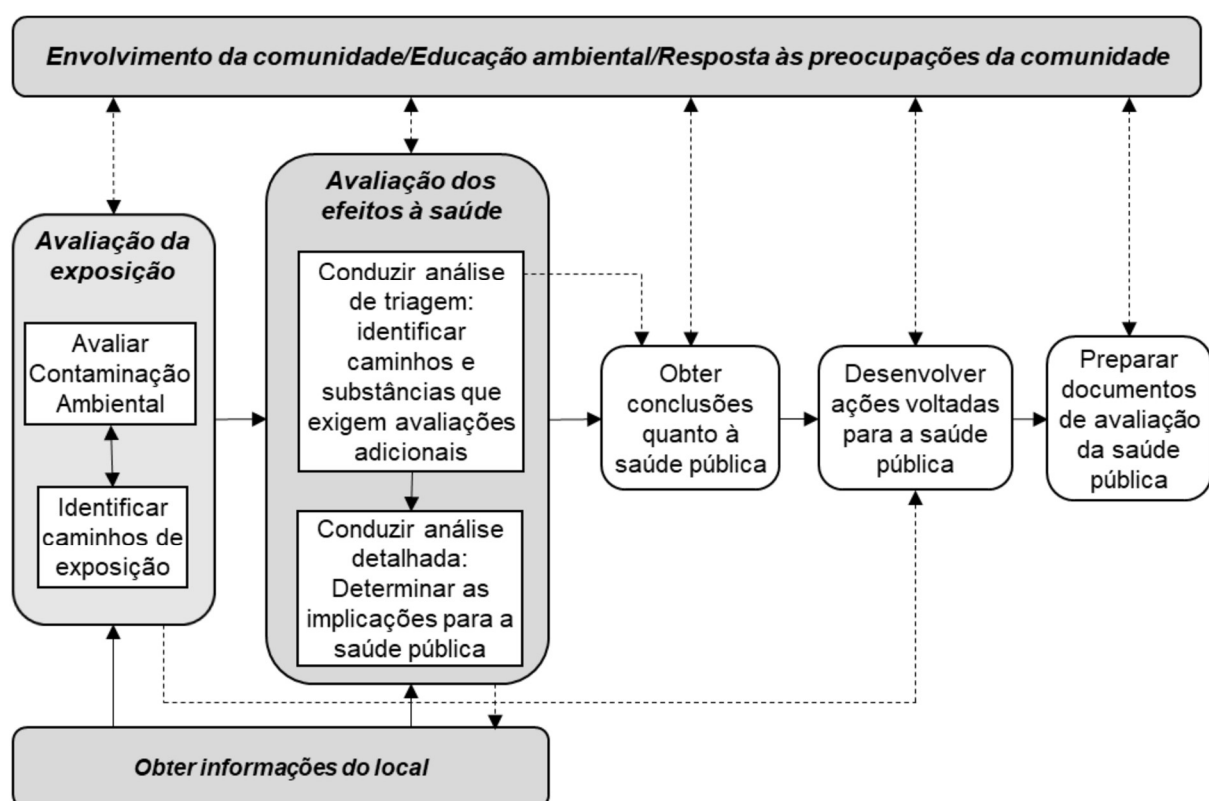 Envolvimento da comunidade/Educação ambiental/Resposta às preocupações da comunidade
Avaliação da
exposição
Avaliar
Contaminação
Ambiental
Identificar
caminhos de
exposição
Avaliação dos
efeitos à saúde
Conduzir análise
de triagem:
identificar
caminhos e
substâncias que
exigem avaliações
adicionais
Conduzir análise
detalhada:
Determinar as
implicações para a
saúde pública
Obter
conclusões
quanto à
saúde pública
Desenvolver
ações voltadas
para a saúde
pública
Preparar
documentos
de avaliação
da saúde
pública
Obter informações do local